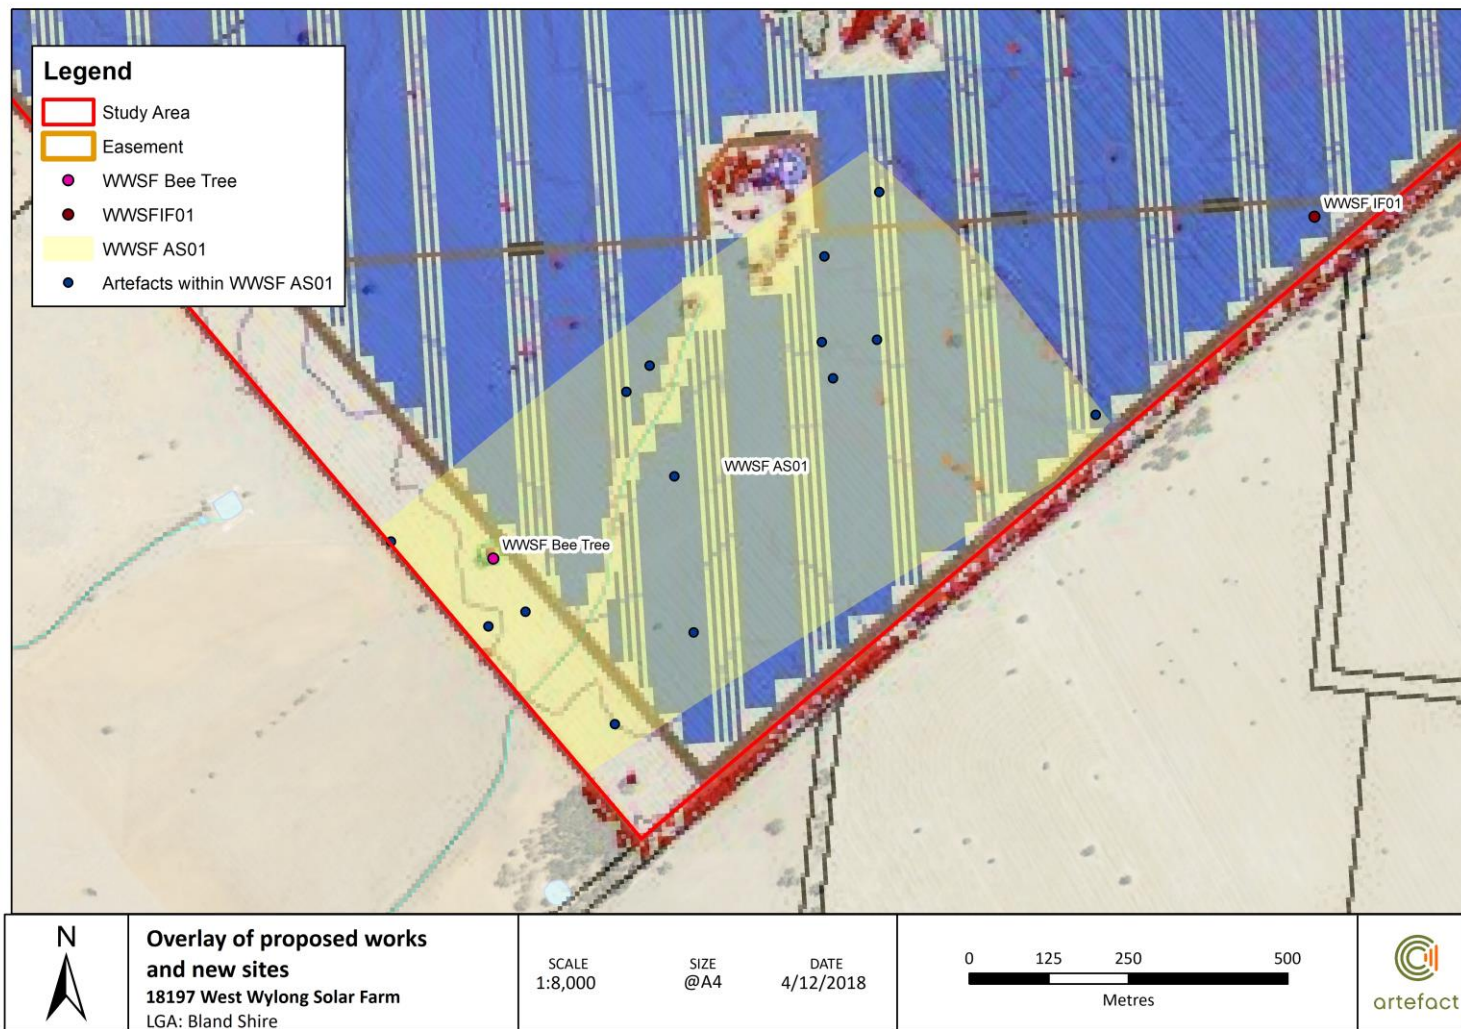 Legend
Study Area
Easement
WWSF Bee Tree
WWSFIF01
WWSF AS01
Artefacts within WWSF AS01
WWSF IF01
WWSF AS01
WWSF Bee Tree
N
Overlay of proposed works
and new sites
18197 West Wylong Solar Farm
LGA: Bland Shire
SCALE
1:8,000
SIZE
@A4
DATE
4/12/2018
0 125 250 500
Metres
artefact